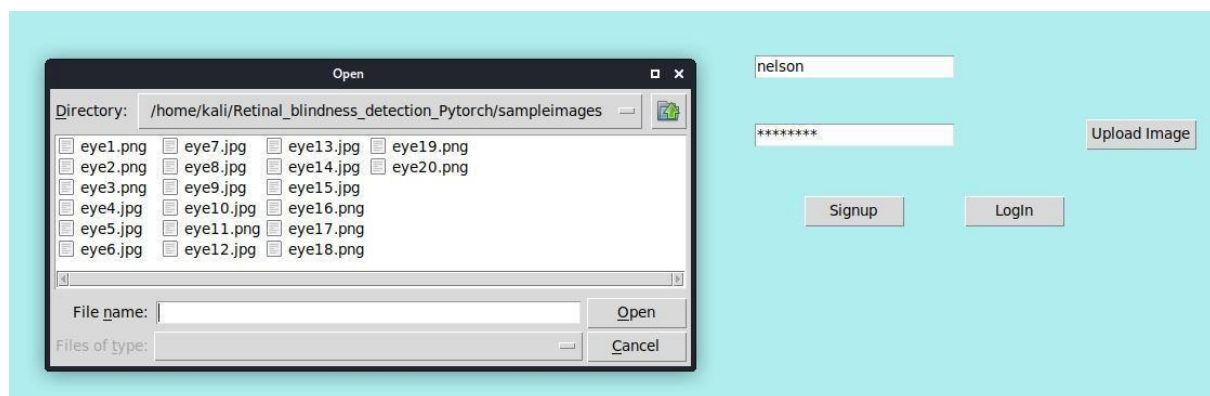 Open
Directory: /home/kali/Retinal_blindness_detection_Pytorch/sampleimages
eye1.png eye7.jpg eye13.jpg eye19.png
eye2.png eye8.jpg eye14.jpg eye20.png
eye3.png eye9.jpg eye15.jpg
eye4.jpg eye10.jpg eye16.png
eye5.jpg eye11.png eye17.png
eye6.jpg eye12.jpg eye18.png
File name: Open
Files of type: Cancel
nelson
********
Upload Image
Signup LogIn